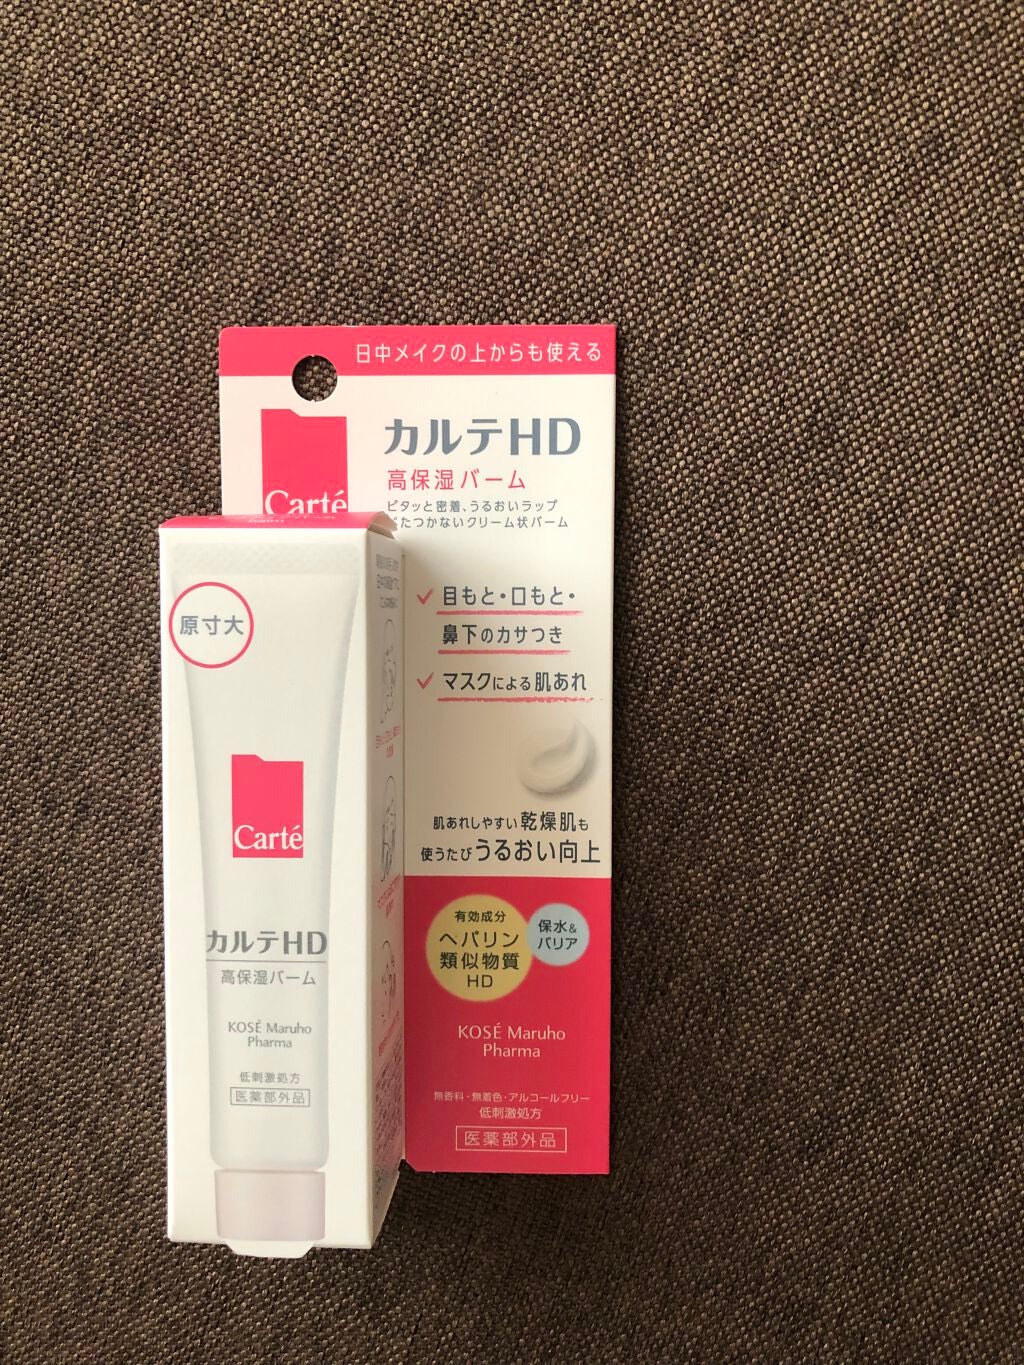 日中メイクの上からも使える
Carté
カルテHD
高保湿バーム
ピタッと密着、うるおいラップ
べたつかないクリーム状バーム
目もと・口もと・
鼻下のカサつき
マスクによる肌あれ
肌あれしやすい乾燥肌も
使うたびうるおい向上
有効成分
ヘパリン
類似物質
HD
保水&
バリア
KOSÉ Maruho
Pharma
無香料・無着色・アルコールフリー
低刺激処方
医薬部外品
原寸大
Carté
カルテHD
高保湿バーム
KOSÉ Maruho
Pharma
低刺激処方
医薬部外品